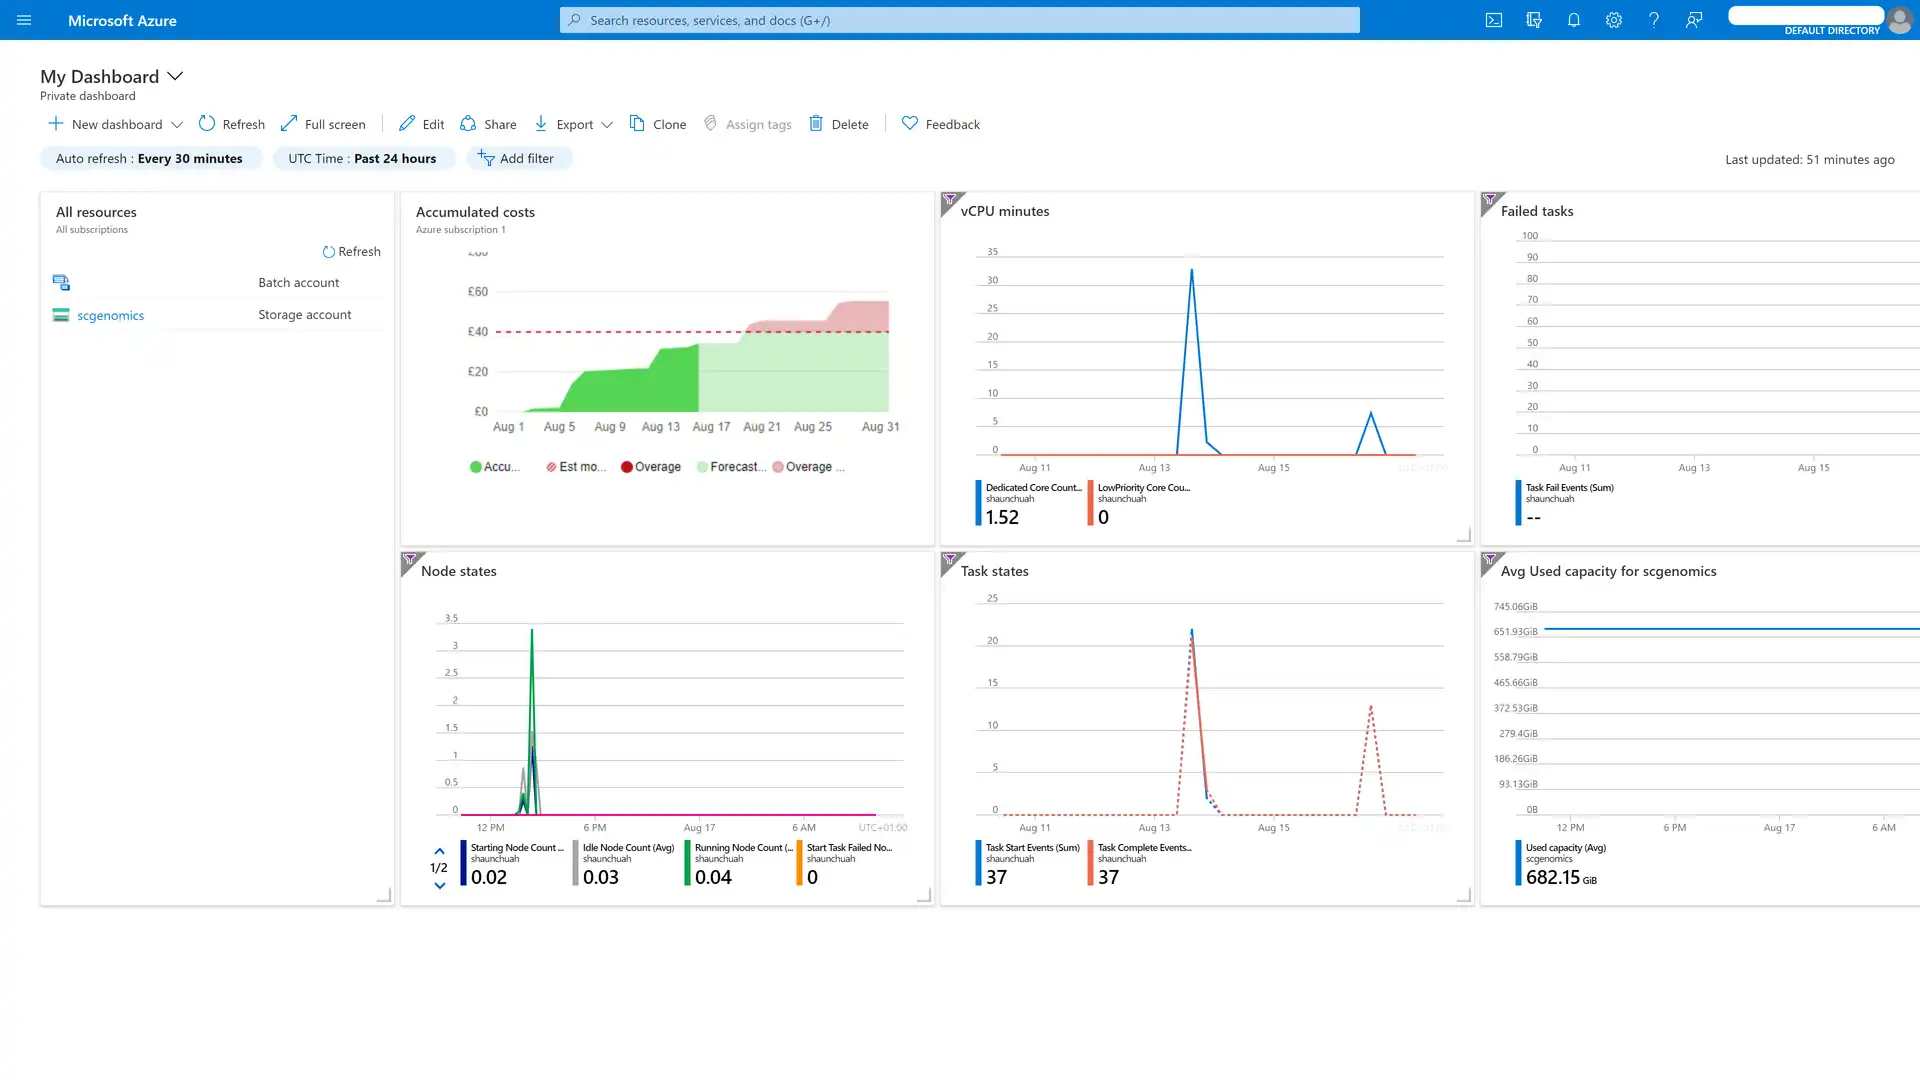 Microsoft Azure
Search resources, services, and docs (G+/)
DEFAULT DIRECTORY
My Dashboard
Private dashboard
New dashboard
Refresh
Full screen
Edit
Share
Export
Clone
Assign tags
Delete
Feedback
Auto refresh : Every 30 minutes
UTC Time : Past 24 hours
Add filter
Last updated: 51 minutes ago
All resources
All subscriptions
Refresh
Batch account
scgenomics
Storage account
Accumulated costs
Azure subscription 1
£60
£40
£20
£0
Aug 1
Aug 5
Aug 9
Aug 13
Aug 17
Aug 21
Aug 25
Aug 31
Accu...
Est mo...
Overage
Forecast...
Overage ...
vCPU minutes
35
30
25
20
15
10
5
0
Aug 11
Aug 13
Aug 15
Dedicated Core Count...
shaunchuah
1.52
LowPriority Core Cou...
shaunchuah
0
Failed tasks
100
90
80
70
60
50
40
30
20
10
0
Aug 11
Aug 13
Aug 15
Task Fail Events (Sum)
shaunchuah
--
Node states
3.5
3
2.5
2
1.5
1
0.5
0
12 PM
6 PM
Aug 17
6 AM
UTC+01:00
1/2
Starting Node Count ...
shaunchuah
0.02
Idle Node Count (Avg)
shaunchuah
0.03
Running Node Count (...
shaunchuah
0.04
Start Task Failed No...
shaunchuah
0
Task states
25
20
15
10
5
0
Aug 11
Aug 13
Aug 15
Task Start Events (Sum)
shaunchuah
37
Task Complete Events...
shaunchuah
37
Avg Used capacity for scgenomics
745.06GiB
651.93GiB
558.79GiB
465.66GiB
372.53GiB
279.4GiB
186.26GiB
93.13GiB
0B
12 PM
6 PM
Aug 17
6 AM
Used capacity (Avg)
scgenomics
682.15 GiB